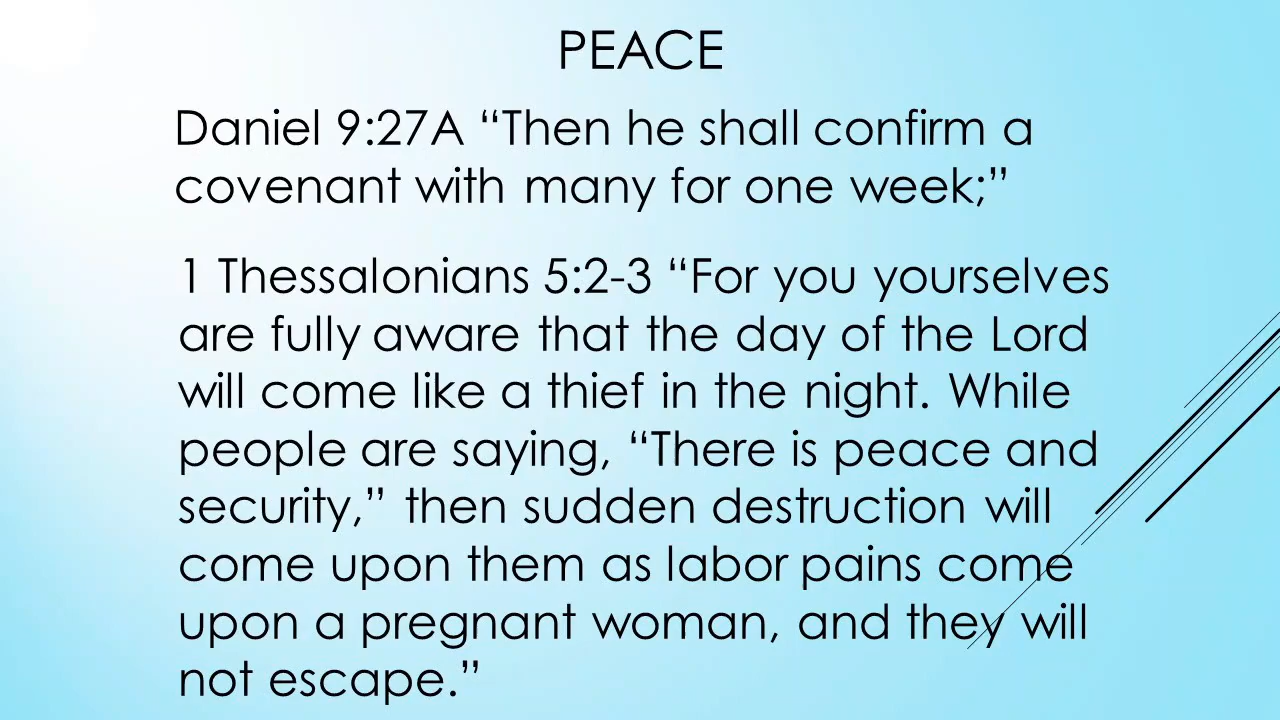 PEACE
Daniel 9:27A “Then he shall confirm a
covenant with many for one week;”
1 Thessalonians 5:2-3 “For you yourselves
are fully aware that the day of the Lord
will come like a thief in the night. While
people are saying, “There is peace and
security,” then sudden destruction will
come upon them as labor pains come
upon a pregnant woman, and they will
not escape.”